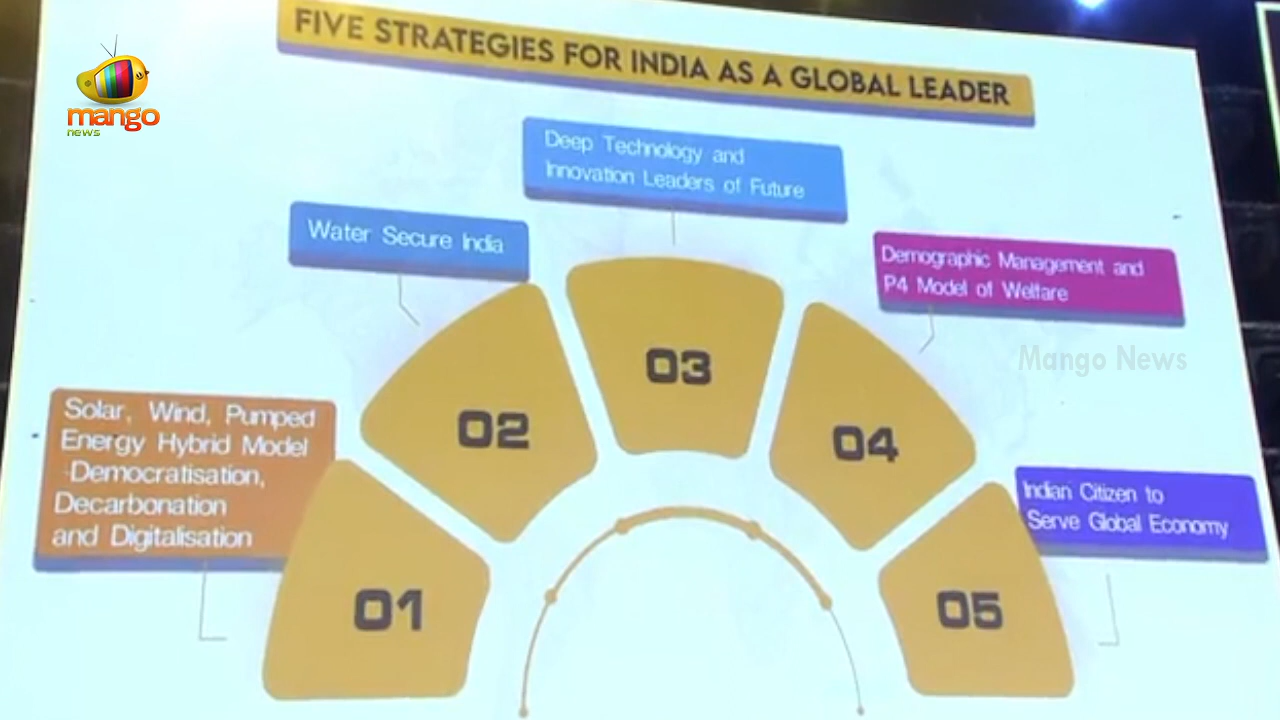 mango
news
FIVE STRATEGIES FOR INDIA AS A GLOBAL LEADER
Deep Technology and
Innovation Leaders of Future
Water Secure India
Demographic Management and
P4 Model of Welfare
Mango News
Solar, Wind, Pumped
Energy Hybrid Model
-Democratisation,
Decarbonation
and Digitalisation
Indian Citizen to
Serve Global Economy
01
02
03
04
05